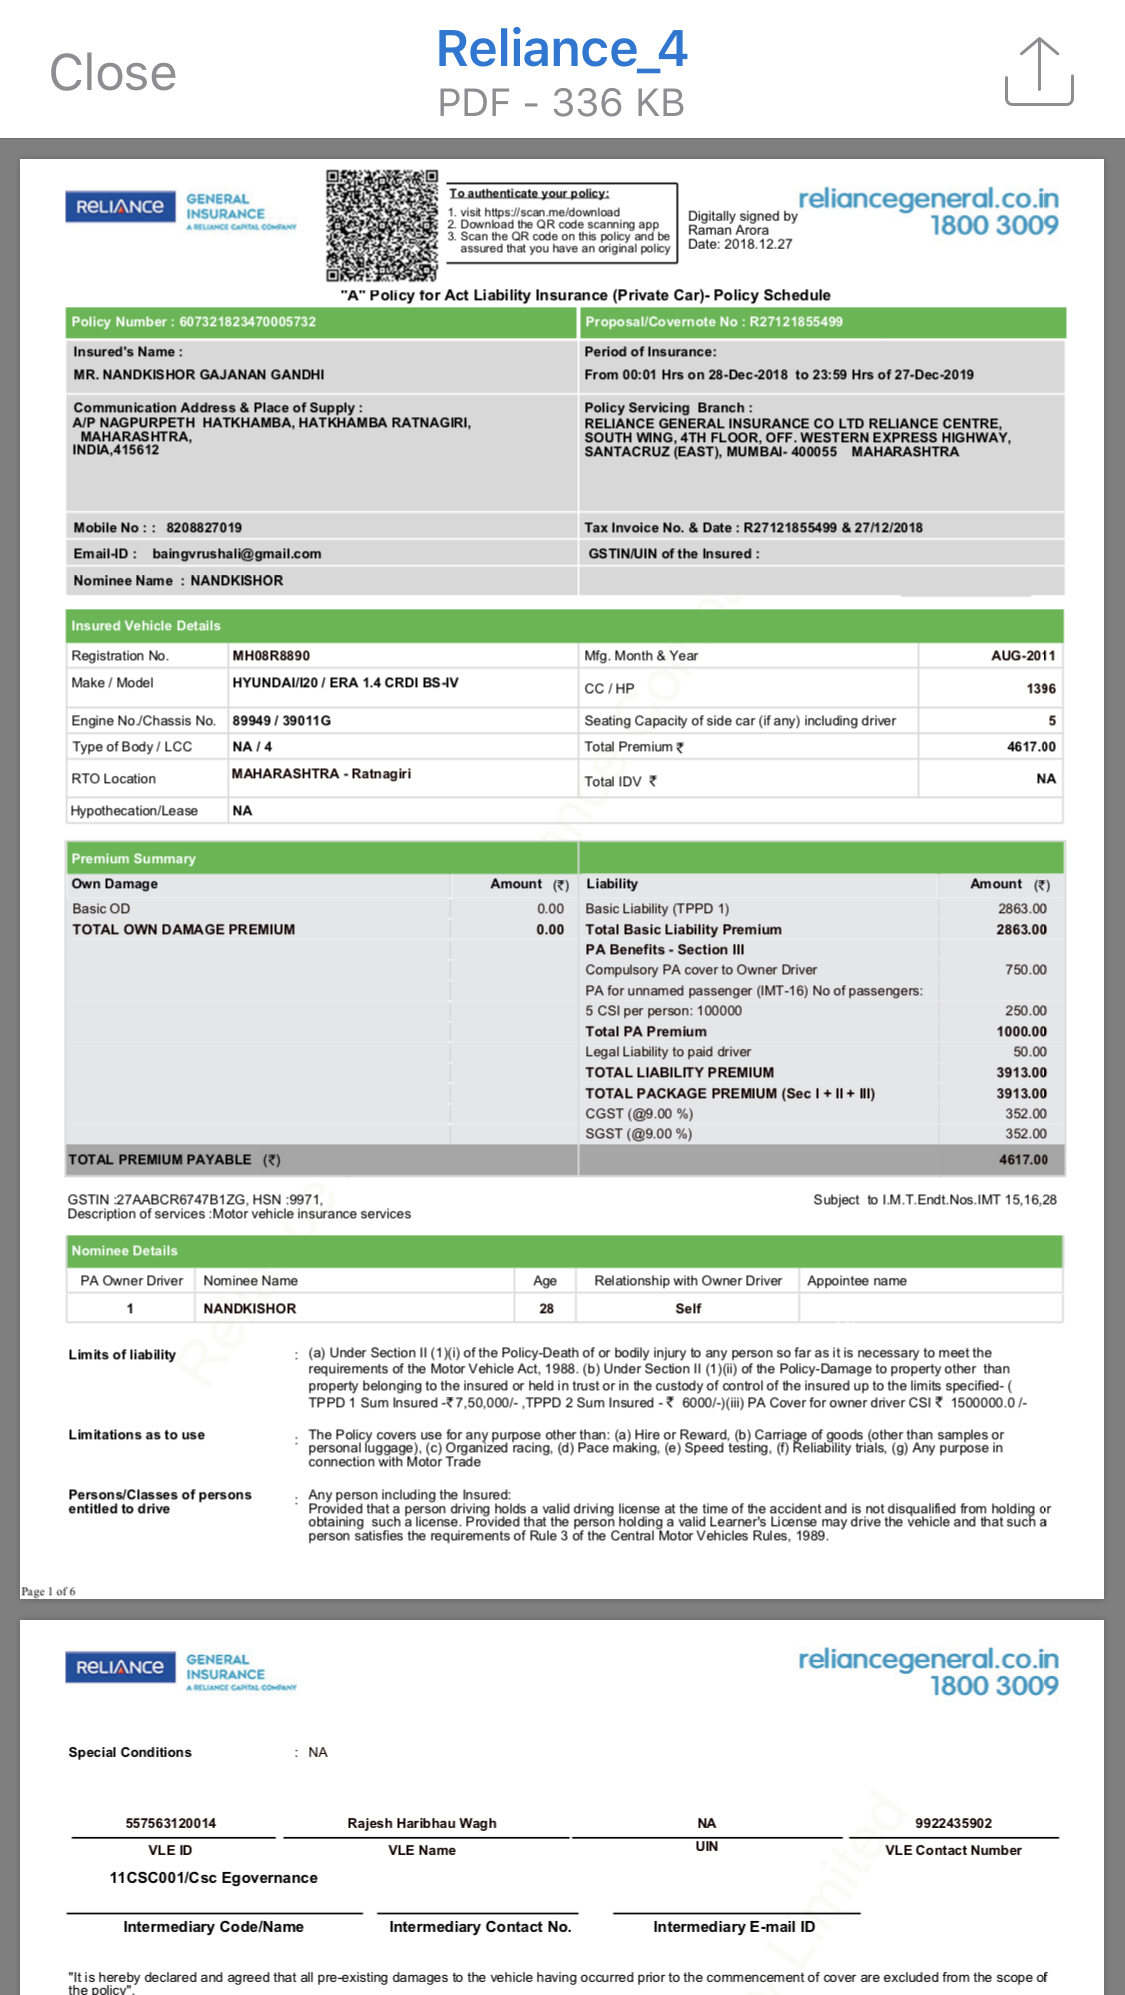 Close
Reliance_4
PDF - 336 KB
RELIANCE
GENERAL
INSURANCE
A RELIANCE CAPITAL COMPANY
To authenticate your policy:
1. visit https://scan.me/download
2. Download the QR code scanning app
3. Scan the QR code on this policy and be
assured that you have an original policy
Digitally signed by
Raman Arora
Date: 2018.12.27
reliancegeneral.co.in
1800 3009
"A" Policy for Act Liability Insurance (Private Car)- Policy Schedule
Policy Number : 607321823470005732
Proposal/Covernote No : R27121855499
Insured's Name :
MR. NANDKISHOR GAJANAN GANDHI
Period of Insurance:
From 00:01 Hrs on 28-Dec-2018 to 23:59 Hrs of 27-Dec-2019
Communication Address & Place of Supply :
A/P NAGPURPETH HATKHAMBA, HATKHAMBA RATNAGIRI,
MAHARASHTRA,
INDIA,415612
Policy Servicing Branch :
RELIANCE GENERAL INSURANCE CO LTD RELIANCE CENTRE,
SOUTH WING, 4TH FLOOR, OFF. WESTERN EXPRESS HIGHWAY,
SANTACRUZ (EAST), MUMBAI- 400055 MAHARASHTRA
Mobile No : : 8208827019
Tax Invoice No. & Date : R27121855499 & 27/12/2018
Email-ID : baingvrushali@gmail.com
GSTIN/UIN of the Insured :
Nominee Name : NANDKISHOR
Insured Vehicle Details
Registration No. MH08R8890 Mfg. Month & Year AUG-2011
Make / Model HYUNDAI/I20 / ERA 1.4 CRDI BS-IV CC / HP 1396
Engine No./Chassis No. 89949 / 39011G Seating Capacity of side car (if any) including driver 5
Type of Body / LCC NA / 4 Total Premium ₹ 4617.00
RTO Location MAHARASHTRA - Ratnagiri Total IDV ₹ NA
Hypothecation/Lease NA
Premium Summary
Own Damage Amount (₹) Liability Amount (₹)
Basic OD 0.00 Basic Liability (TPPD 1) 2863.00
TOTAL OWN DAMAGE PREMIUM 0.00 Total Basic Liability Premium 2863.00
PA Benefits - Section III
Compulsory PA cover to Owner Driver 750.00
PA for unnamed passenger (IMT-16) No of passengers:
5 CSI per person: 100000 250.00
Total PA Premium 1000.00
Legal Liability to paid driver 50.00
TOTAL LIABILITY PREMIUM 3913.00
TOTAL PACKAGE PREMIUM (Sec I + II + III) 3913.00
CGST (@9.00 %) 352.00
SGST (@9.00 %) 352.00
TOTAL PREMIUM PAYABLE (₹) 4617.00
GSTIN :27AABCR6747B1ZG, HSN :9971,
Description of services :Motor vehicle insurance services
Subject to I.M.T.Endt.Nos.IMT 15,16,28
Nominee Details
PA Owner Driver Nominee Name Age Relationship with Owner Driver Appointee name
1 NANDKISHOR 28 Self
Limits of liability : (a) Under Section II (1)(i) of the Policy-Death of or bodily injury to any person so far as it is necessary to meet the
requirements of the Motor Vehicle Act, 1988. (b) Under Section II (1)(ii) of the Policy-Damage to property other than
property belonging to the insured or held in trust or in the custody of control of the insured up to the limits specified- (
TPPD 1 Sum Insured -₹7,50,000/- ,TPPD 2 Sum Insured - ₹ 6000/-)(iii) PA Cover for owner driver CSI ₹ 1500000.0 /-
Limitations as to use : The Policy covers use for any purpose other than: (a) Hire or Reward, (b) Carriage of goods (other than samples or
personal luggage), (c) Organized racing, (d) Pace making, (e) Speed testing, (f) Reliability trials, (g) Any purpose in
connection with Motor Trade
Persons/Classes of persons
entitled to drive
: Any person including the Insured:
Provided that a person driving holds a valid driving license at the time of the accident and is not disqualified from holding or
obtaining such a license. Provided that the person holding a valid Learner's License may drive the vehicle and that such a
person satisfies the requirements of Rule 3 of the Central Motor Vehicles Rules, 1989.
Page 1 of 6
RELIANCE
GENERAL
INSURANCE
A RELIANCE CAPITAL COMPANY
reliancegeneral.co.in
1800 3009
Special Conditions : NA
557563120014 Rajesh Haribhau Wagh NA 9922435902
VLE ID VLE Name UIN VLE Contact Number
11CSC001/Csc Egovernance
Intermediary Code/Name Intermediary Contact No. Intermediary E-mail ID
"It is hereby declared and agreed that all pre-existing damages to the vehicle having occurred prior to the commencement of cover are excluded from the scope of
the policy".